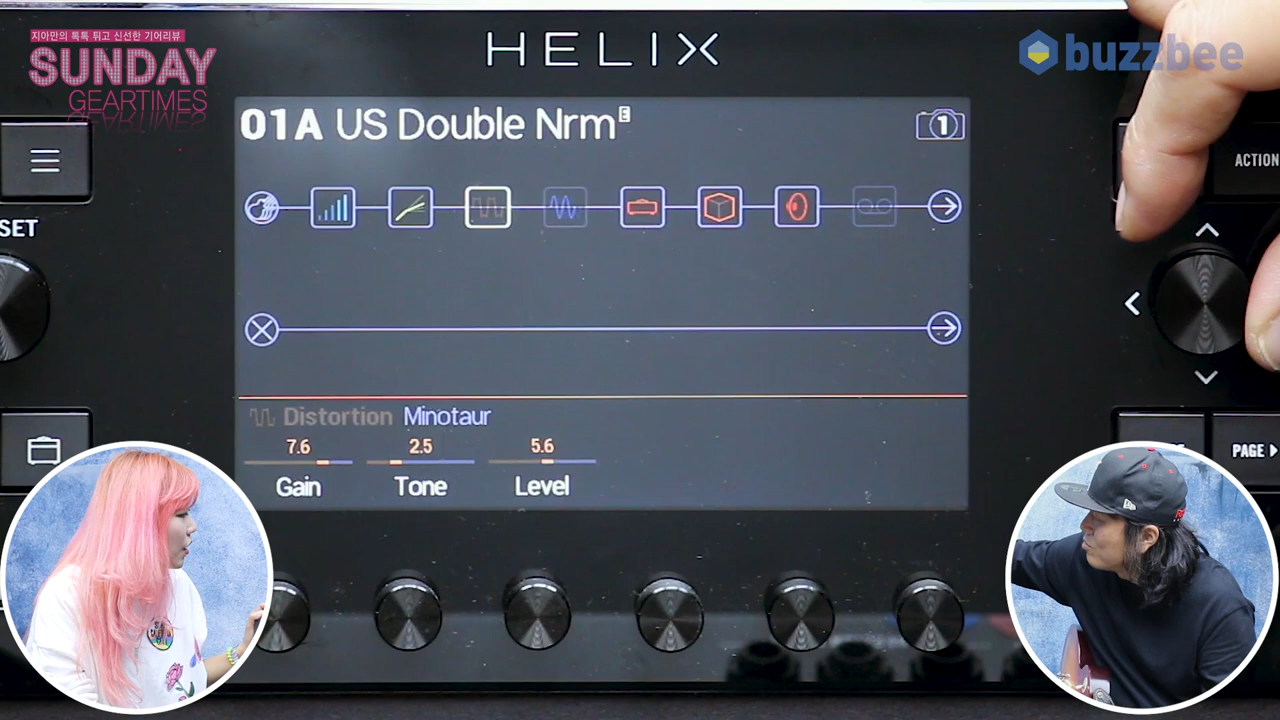 지아만의 톡톡 튀고 신선한 기어리뷰
SUNDAY
GEARTIMES
HELIX
buzzbee
01A US Double Nrm E
1
ACTION
SET
Distortion Minotaur
7.6 2.5 5.6
Gain Tone Level
PAGE